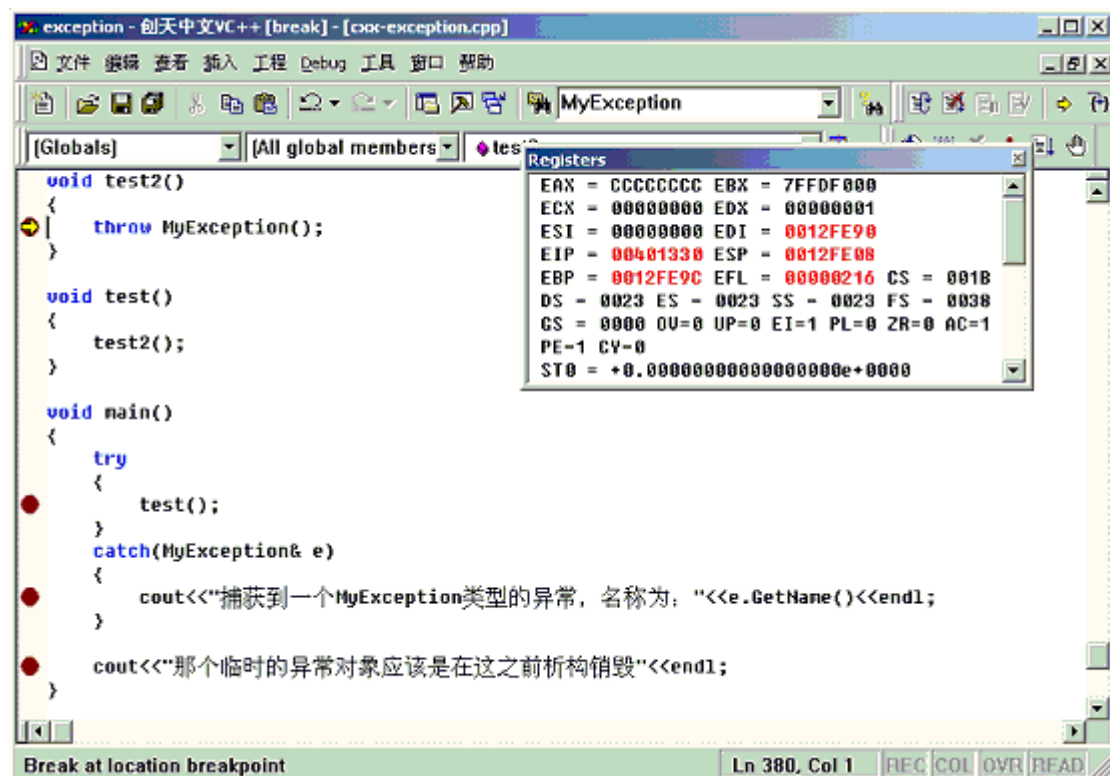 exception - 创天中文VC++ [break] - [cxx-exception.cpp]
文件 编辑 查看 插入 工程 Debug 工具 窗口 帮助
MyException
(Globals) (All global members
Registers
EAX = CCCCCCCC EBX = 7FFDF000
ECX = 00000000 EDX = 00000001
ESI = 00000000 EDI = 0012FE90
EIP = 00401330 ESP = 0012FE08
EBP = 0012FE9C EFL = 00000216 CS = 001B
DS = 0023 ES = 0023 SS = 0023 FS = 0038
GS = 0000 OV=0 UP=0 EI=1 PL=0 ZR=0 AC=1
PE=1 CY=0
ST0 = +0.00000000000000000e+0000
void test2()
{
throw MyException();
}
void test()
{
test2();
}
void main()
{
try
{
test();
}
catch(MyException& e)
{
cout<<"捕获到一个MyException类型的异常，名称为："<<e.GetName()<<endl;
}
cout<<"那个临时的异常对象应该是在这之前析构销毁"<<endl;
}
Break at location breakpoint Ln 380, Col 1 REC COL OVR READ